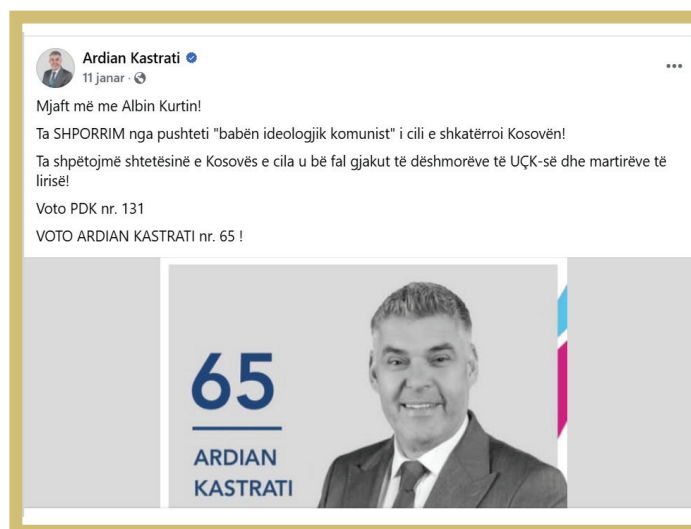 Ardian Kastrati
11 janar ·
Mjaft më me Albin Kurtin!
Ta SHPORRIM nga pushteti "babën ideologjik komunist" i cili e shkatërroi Kosovën!
Ta shpëtojmë shtetësinë e Kosovës e cila u bë fal gjakut të dëshmorëve të UÇK-së dhe martirëve të
lirisë!
Voto PDK nr. 131
VOTO ARDIAN KASTRATI nr. 65 !
65
ARDIAN
KASTRATI